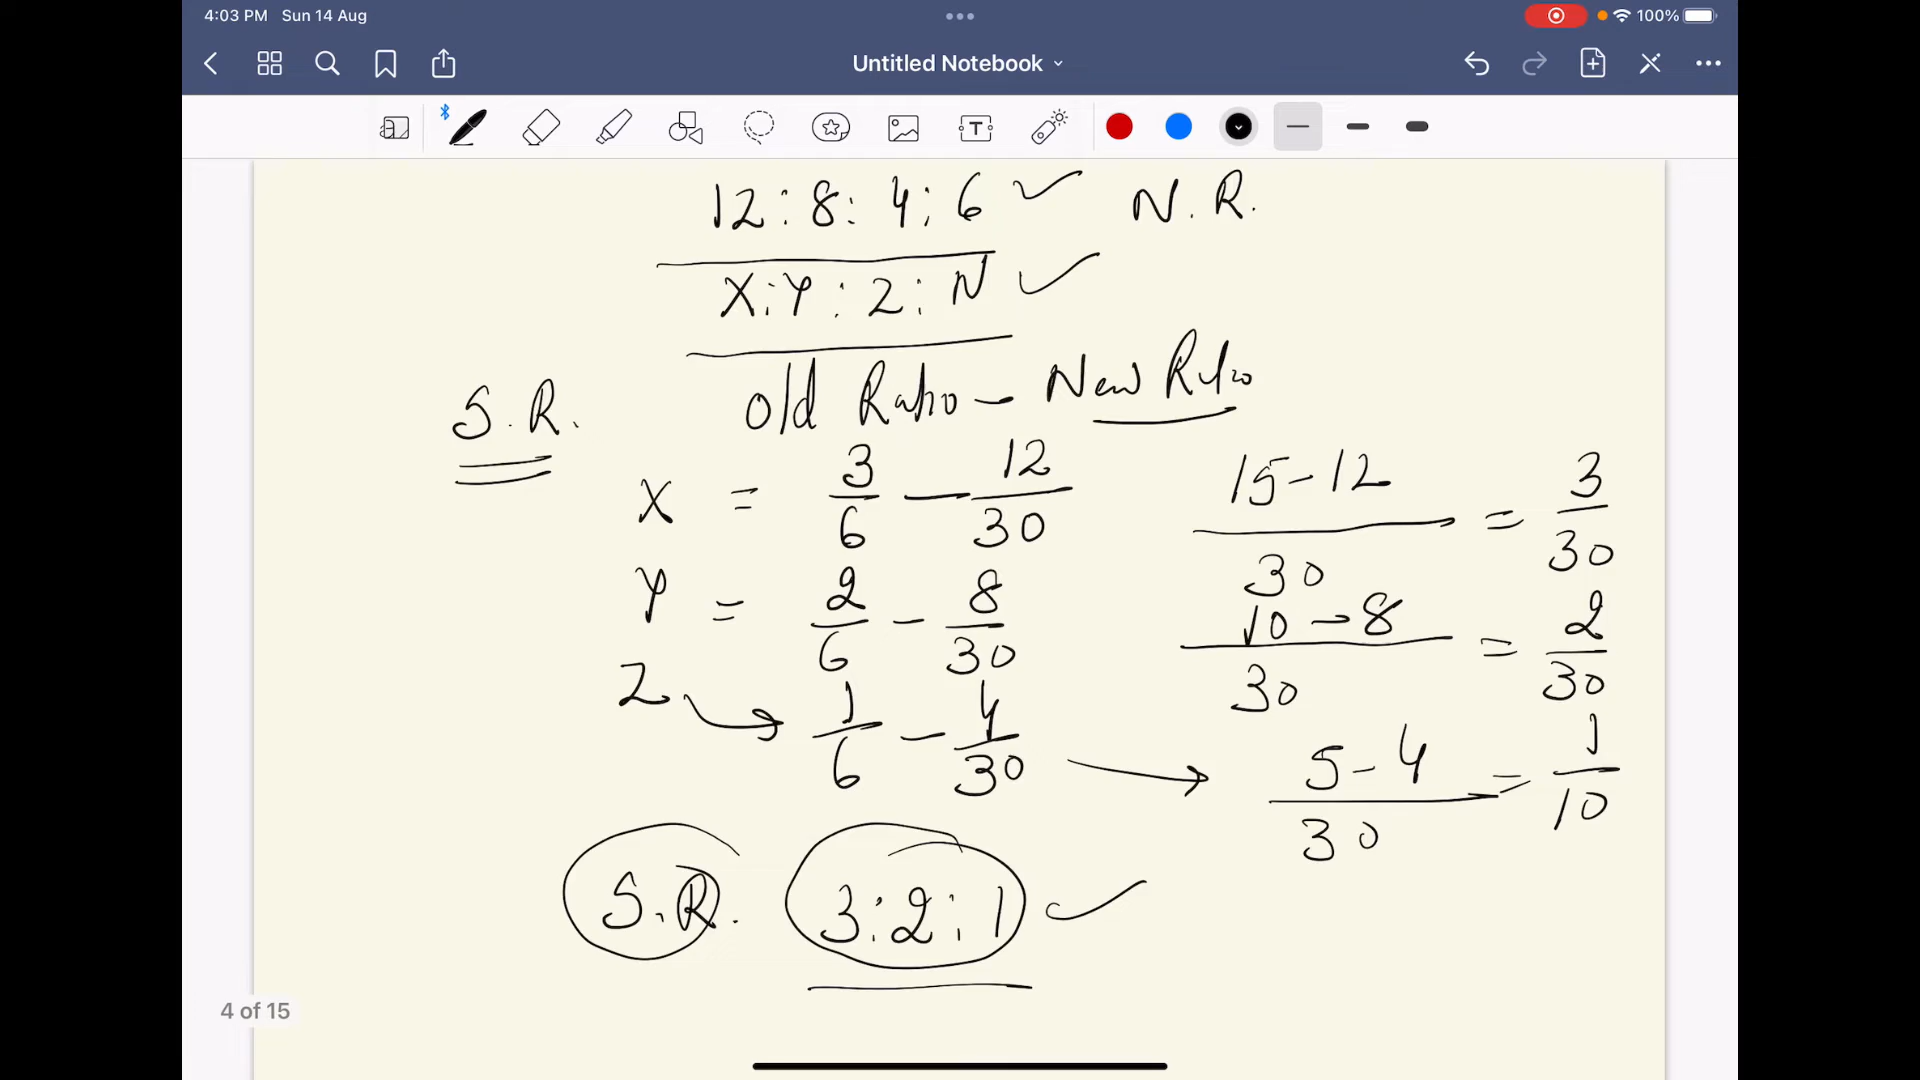 4:03 PM Sun 14 Aug 100%
Untitled Notebook
T
12 : 8 : 4 : 6 ✓ N.R.
X : Y : Z : N ✓
S.R. Old Ratio - New Ratio
X = 3/6 - 12/30 15-12/30 = 3/30
Y = 2/6 - 8/30 10-8/30 = 2/30
Z → 1/6 - 4/30 → 5-4/30 = 1/10
S.R. 3:2:1 ✓
4 of 15